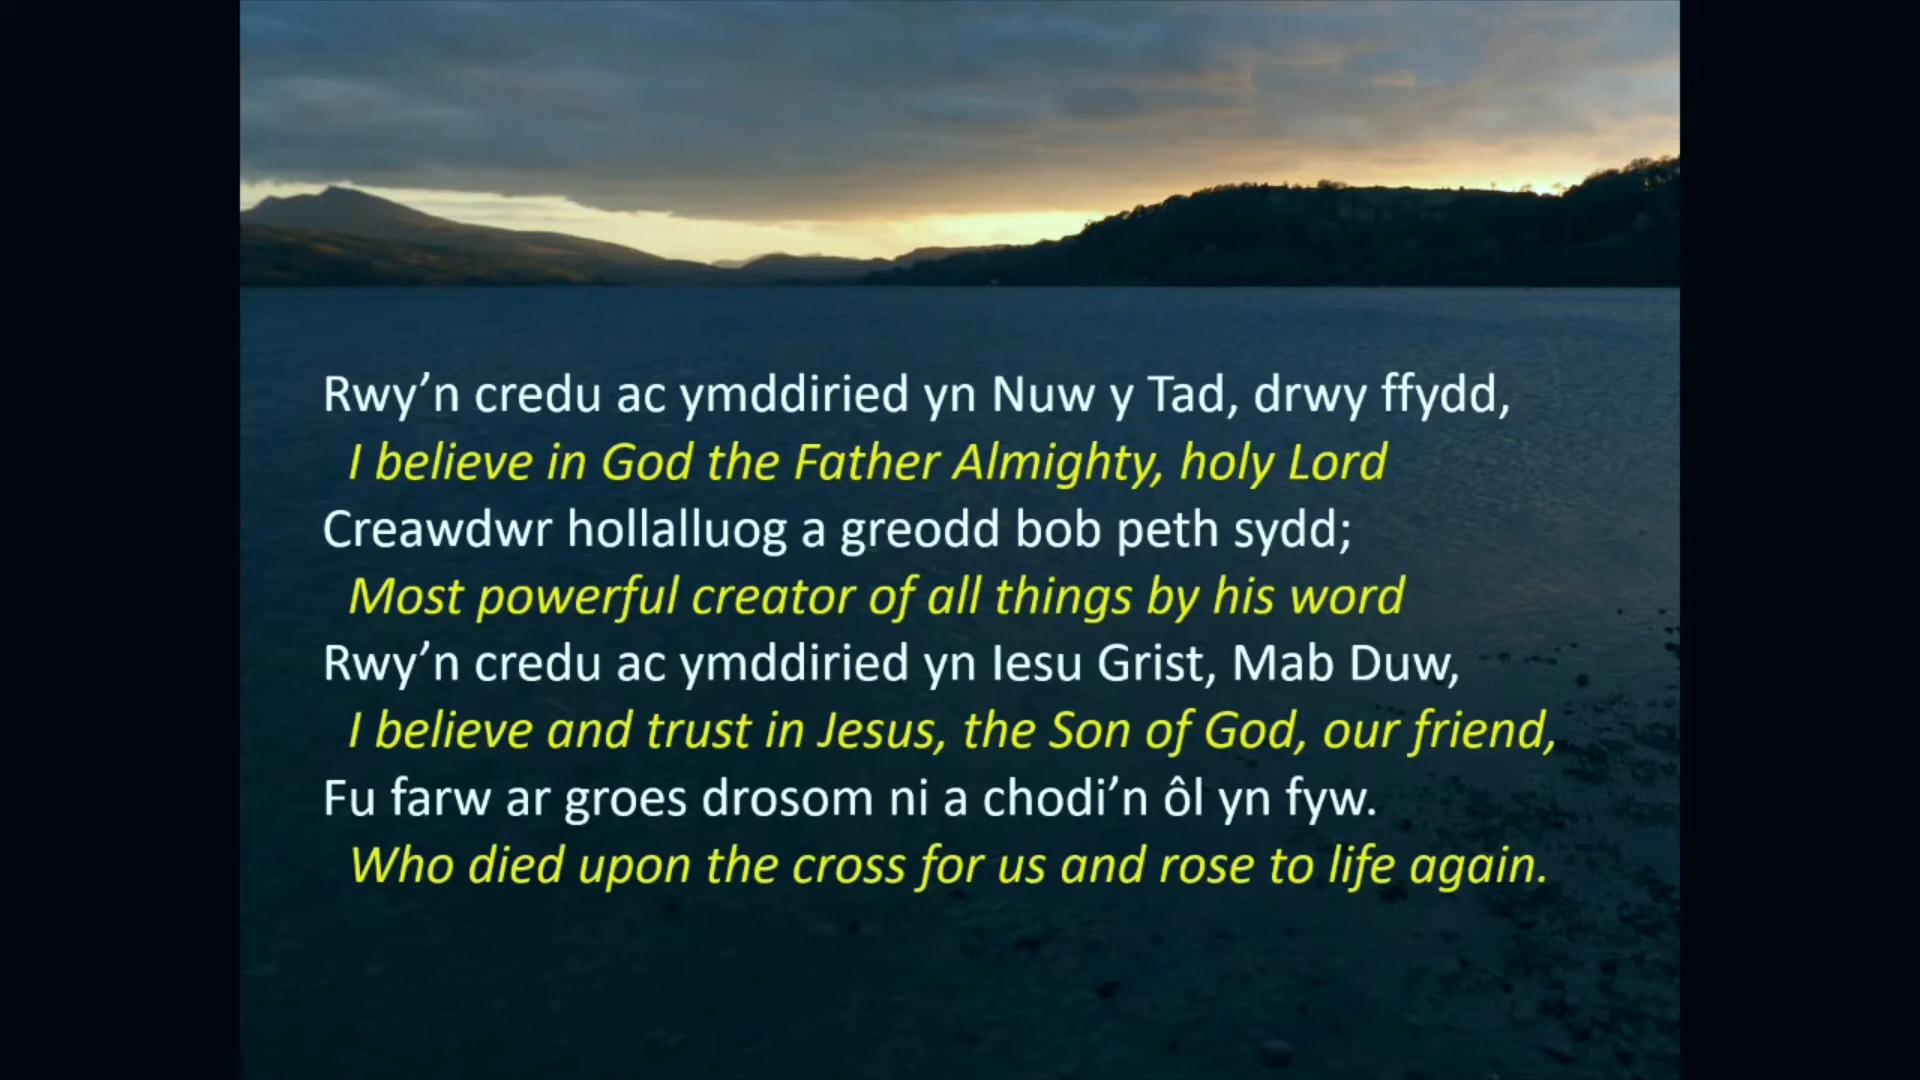 Rwy’n credu ac ymddiried yn Nuw y Tad, drwy ffydd,
I believe in God the Father Almighty, holy Lord
Creawdwr hollalluog a greodd bob peth sydd;
Most powerful creator of all things by his word
Rwy’n credu ac ymddiried yn Iesu Grist, Mab Duw,
I believe and trust in Jesus, the Son of God, our friend,
Fu farw ar groes drosom ni a chodi’n ôl yn fyw.
Who died upon the cross for us and rose to life again.